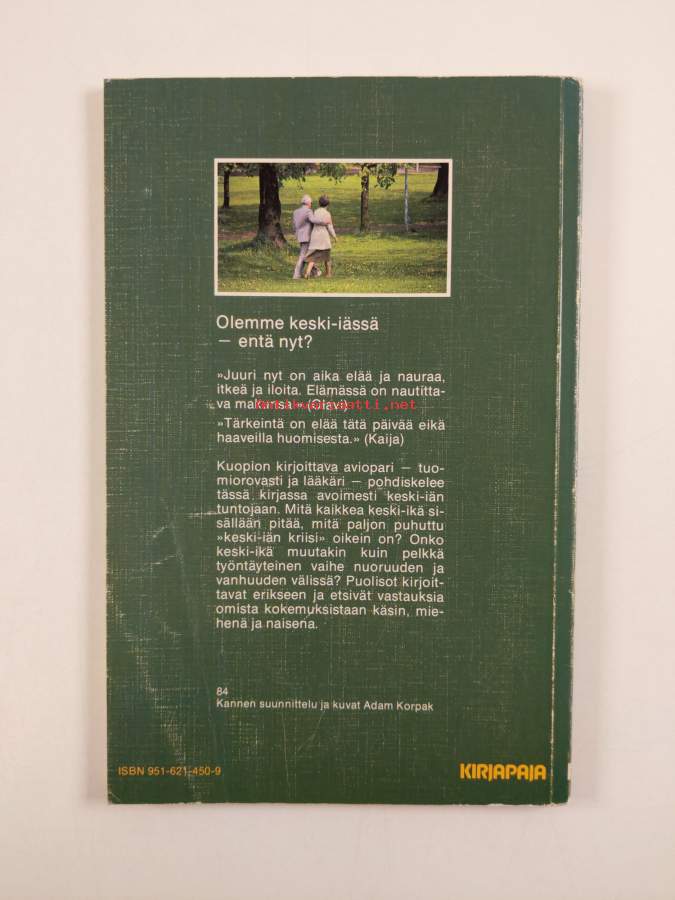 Olemme keski-iässä
– entä nyt?
»Juuri nyt on aika elää ja nauraa,
itkeä ja iloita. Elämässä on nautitta-
va makunsa.» (Olavi)
antikvariaatti.net
»Tärkeintä on elää tätä päivää eikä
haaveilla huomisesta.» (Kaija)
Kuopion kirjoittava aviopari – tuo-
miorovasti ja lääkäri – pohdiskelee
tässä kirjassa avoimesti keski-iän
tuntojaan. Mitä kaikkea keski-ikä si-
sällään pitää, mitä paljon puhuttu
»keski-iän kriisi» oikein on? Onko
keski-ikä muutakin kuin pelkkä
työntäyteinen vaihe nuoruuden ja
vanhuuden välissä? Puolisot kirjoit-
tavat erikseen ja etsivät vastauksia
omista kokemuksistaan käsin, mie-
henä ja naisena.
84
Kannen suunnittelu ja kuvat Adam Korpak
ISBN 951-621-450-9
KIRJAPAJA